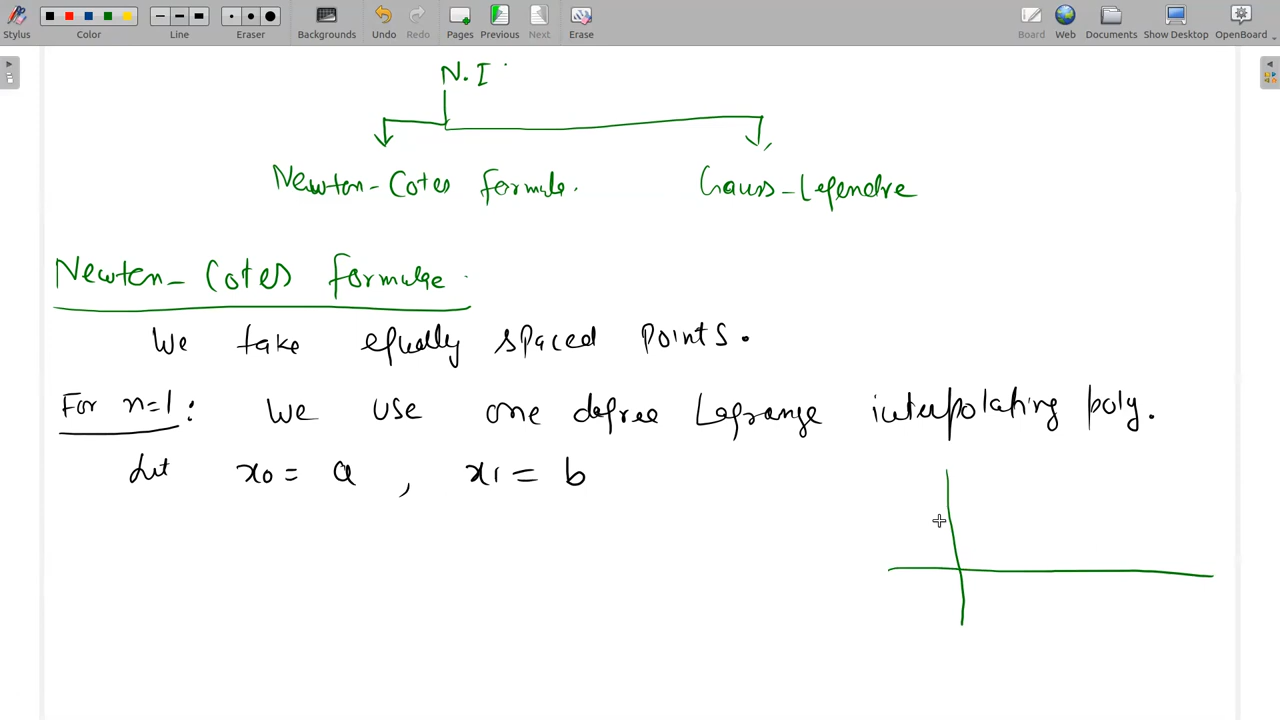 Stylus Color Line Eraser Backgrounds Undo Redo Pages Previous Next Erase Board Web Documents Show Desktop OpenBoard
N.I
Newton-Cotes formula. Gauss-Legendre
Newton-Cotes formulae.
We take equally spaced points.
For n=1: We use one degree Lagrange interpolating poly.
Let x0 = a , x1 = b